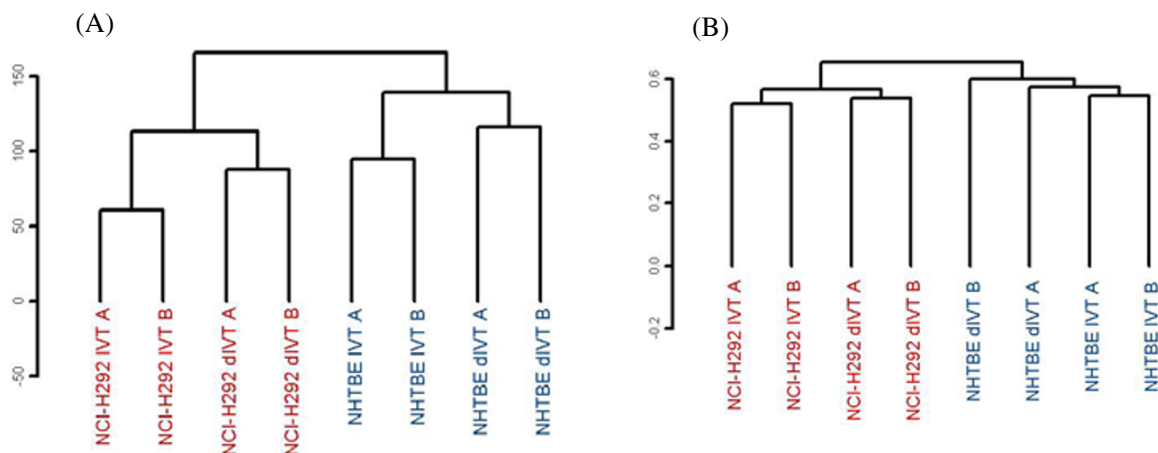 (A)
150
100
50
0
-50
NCI-H292 IVT A
NCI-H292 IVT B
NCI-H292 dIVT A
NCI-H292 dIVT B
NHTBE IVT A
NHTBE IVT B
NHTBE dIVT A
NHTBE dIVT B
(B)
0.6
0.4
0.2
0.0
-0.2
NCI-H292 IVT A
NCI-H292 IVT B
NCI-H292 dIVT A
NCI-H292 dIVT B
NHTBE dIVT B
NHTBE dIVT A
NHTBE IVT A
NHTBE IVT B